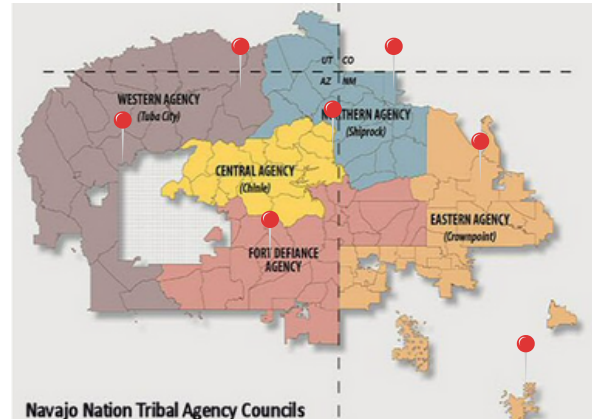 UT CO
AZ NM
WESTERN AGENCY
(Tuba City)
NORTHERN AGENCY
(Shiprock)
CENTRAL AGENCY
(Chinle)
EASTERN AGENCY
(Crownpoint)
FORT DEFIANCE
AGENCY
Navajo Nation Tribal Agency Councils